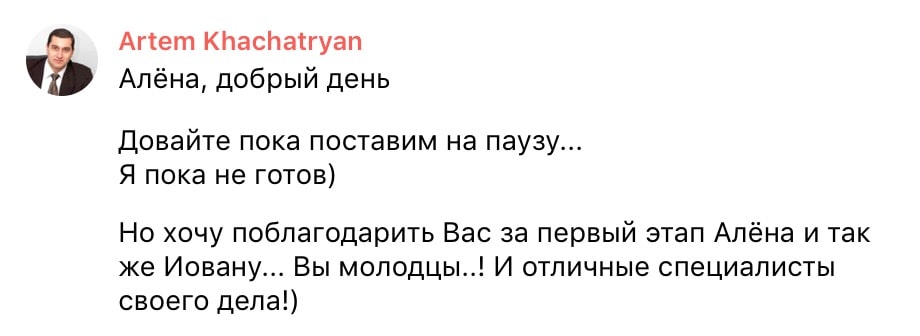 Artem Khachatryan
Алёна, добрый день
Довайте пока поставим на паузу...
Я пока не готов)
Но хочу поблагодарить Вас за первый этап Алёна и так
же Иовану... Вы молодцы..! И отличные специалисты
своего дела!)